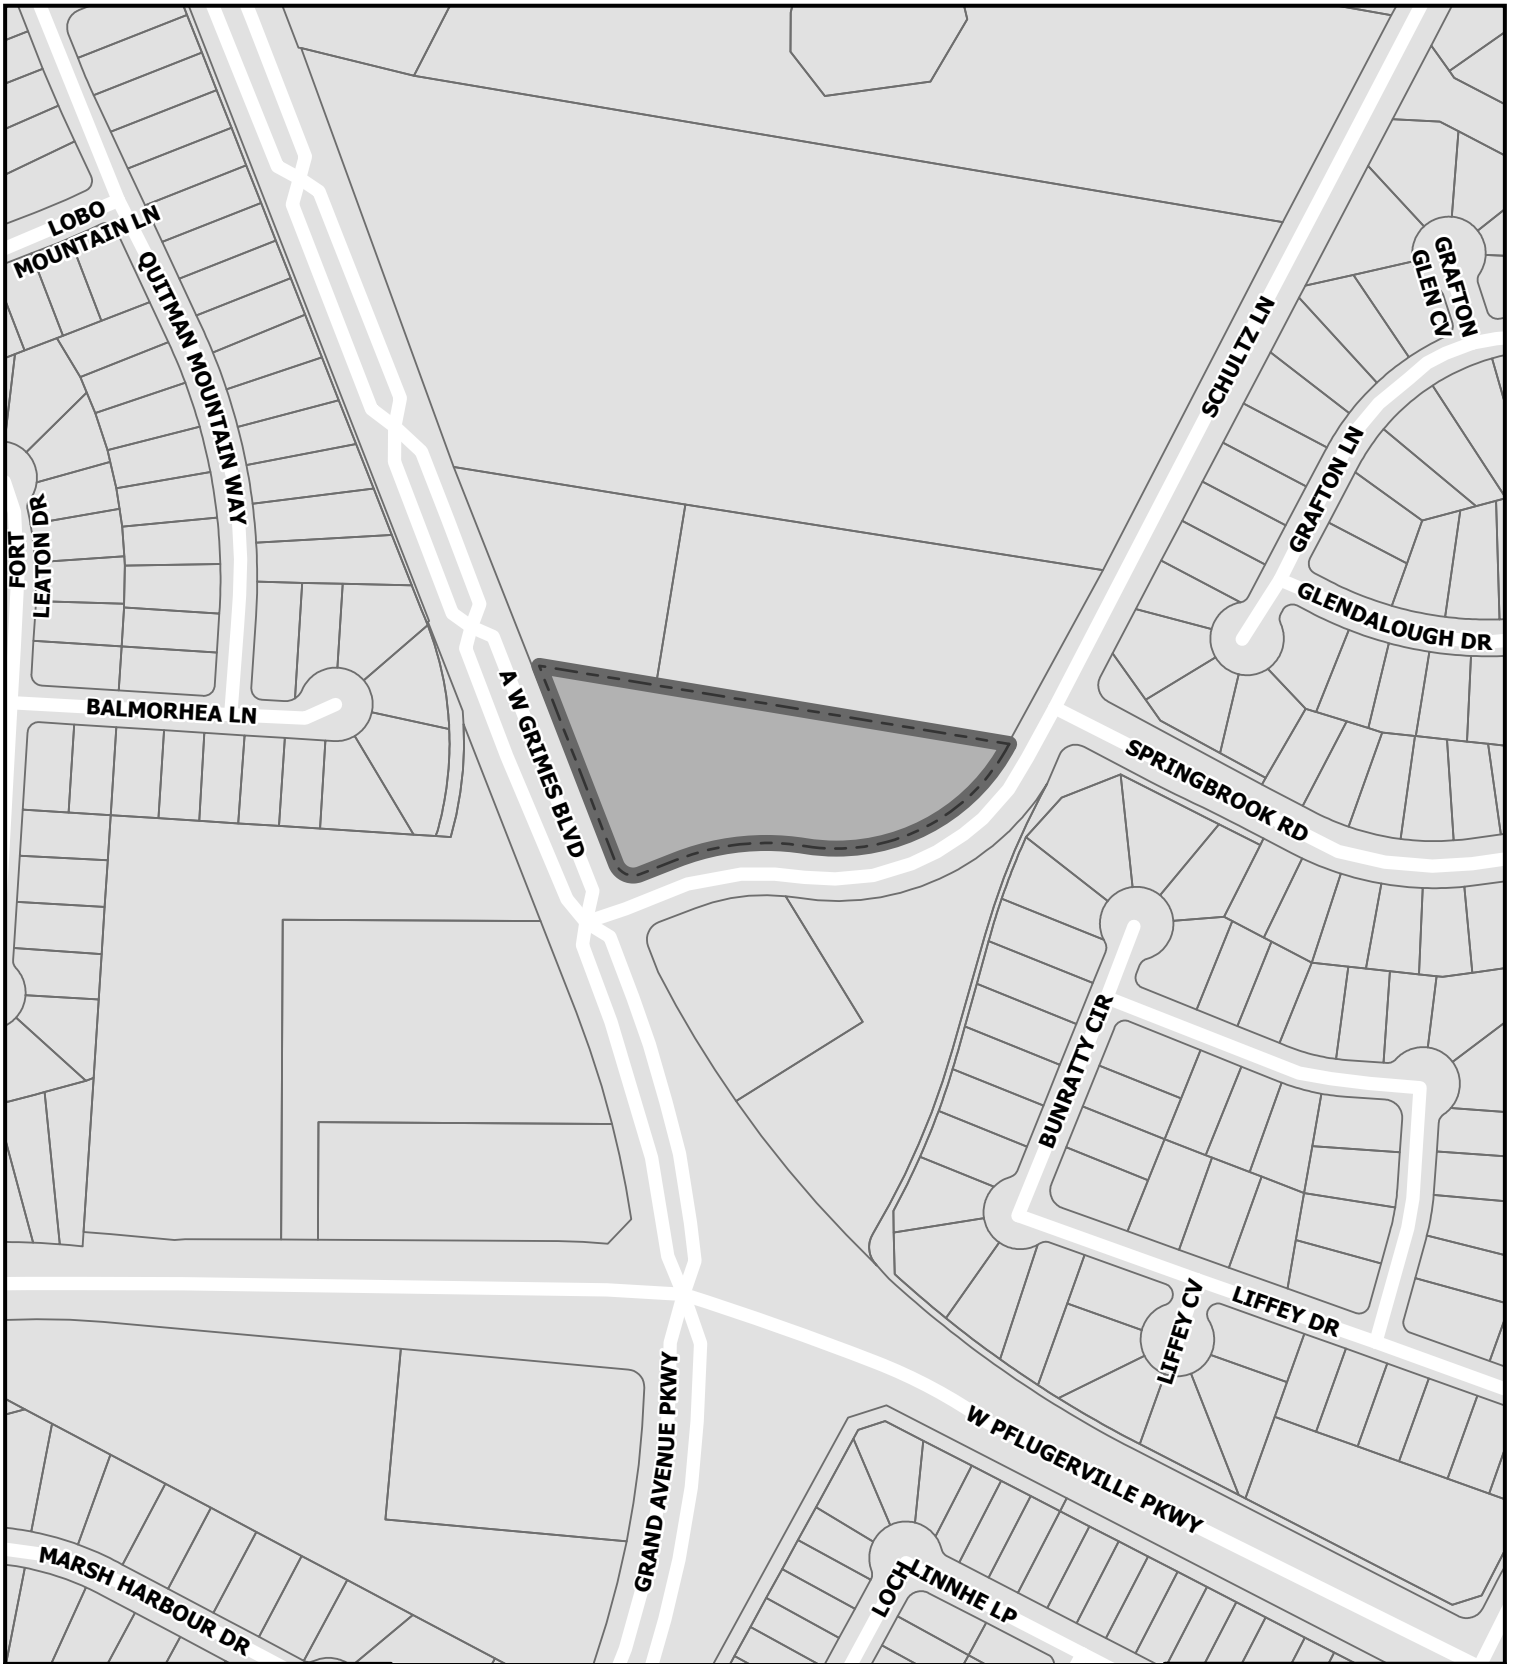 LOBO
MOUNTAIN LN
QUITMAN MOUNTAIN WAY
GRAFTON
GLEN CV
SCHULTZ LN
GRAFTON LN
FORT
LEATON DR
GLENDALOUGH DR
BALMORHEA LN
A W GRIMES BLVD
SPRINGBROOK RD
BUNRATTY CIR
LIFFEY CV
LIFFEY DR
GRAND AVENUE PKWY
W PFLUGERVILLE PKWY
MARSH HARBOUR DR
LOCH
LINNHE LP